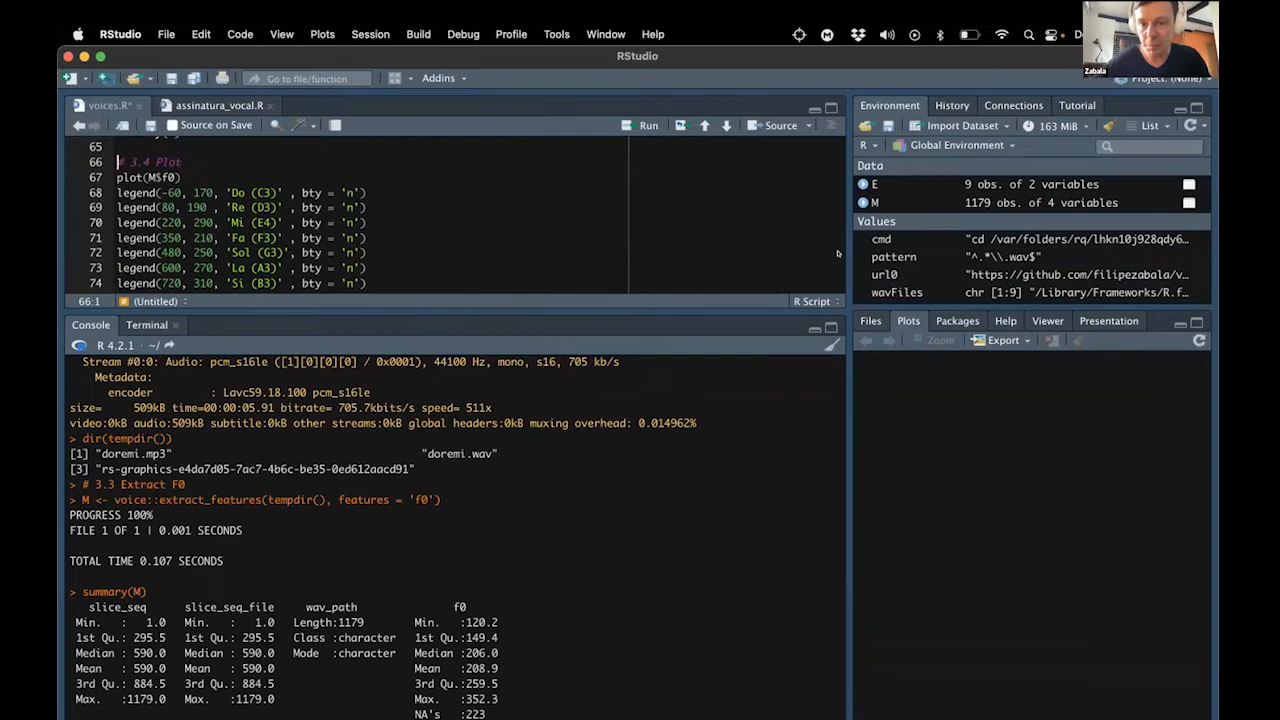 RStudio File Edit Code View Plots Session Build Debug Profile Tools Window Help
Zabala
RStudio
Go to file/function Addins Project: (None)
voices.R* assinatura_vocal.R
Source on Save Run Source
65
66 # 3.4 Plot
67 plot(M$f0)
68 legend(-60, 170, 'Do (C3)' , bty = 'n')
69 legend(80, 190 , 'Re (D3)' , bty = 'n')
70 legend(220, 290, 'Mi (E4)' , bty = 'n')
71 legend(350, 210, 'Fa (F3)' , bty = 'n')
72 legend(480, 250, 'Sol (G3)' , bty = 'n')
73 legend(600, 270, 'La (A3)' , bty = 'n')
74 legend(720, 310, 'Si (B3)' , bty = 'n')
66:1 # (Untitled) R Script
Console Terminal
R 4.2.1 · ~/
Stream #0:0: Audio: pcm_s16le ([1][0][0][0] / 0x0001), 44100 Hz, mono, s16, 705 kb/s
Metadata:
encoder : Lavc59.18.100 pcm_s16le
size= 509kB time=00:00:05.91 bitrate= 705.7kbits/s speed= 511x
video:0kB audio:509kB subtitle:0kB other streams:0kB global headers:0kB muxing overhead: 0.014962%
> dir(tempdir())
[1] "doremi.mp3" "doremi.wav"
[3] "rs-graphics-e4da7d05-7ac7-4b6c-be35-0ed612aacd91"
> # 3.3 Extract F0
> M <- voice::extract_features(tempdir(), features = 'f0')
PROGRESS 100%
FILE 1 OF 1 | 0.001 SECONDS
TOTAL TIME 0.107 SECONDS
> summary(M)
slice_seq slice_seq_file wav_path f0
Min. : 1.0 Min. : 1.0 Length:1179 Min. :120.2
1st Qu.: 295.5 1st Qu.: 295.5 Class :character 1st Qu.:149.4
Median : 590.0 Median : 590.0 Mode :character Median :206.0
Mean : 590.0 Mean : 590.0 Mean :208.9
3rd Qu.: 884.5 3rd Qu.: 884.5 3rd Qu.:259.5
Max. :1179.0 Max. :1179.0 Max. :352.3
NA's :223
Environment History Connections Tutorial
Import Dataset 163 MiB List
R Global Environment
Data
E 9 obs. of 2 variables
M 1179 obs. of 4 variables
Values
cmd "cd /var/folders/rq/lhkn10j928qdy6…
pattern "^.*\\.wav$"
url0 "https://github.com/filipezabala/v…
wavFiles chr [1:9] "/Library/Frameworks/R.f…
Files Plots Packages Help Viewer Presentation
Zoom Export